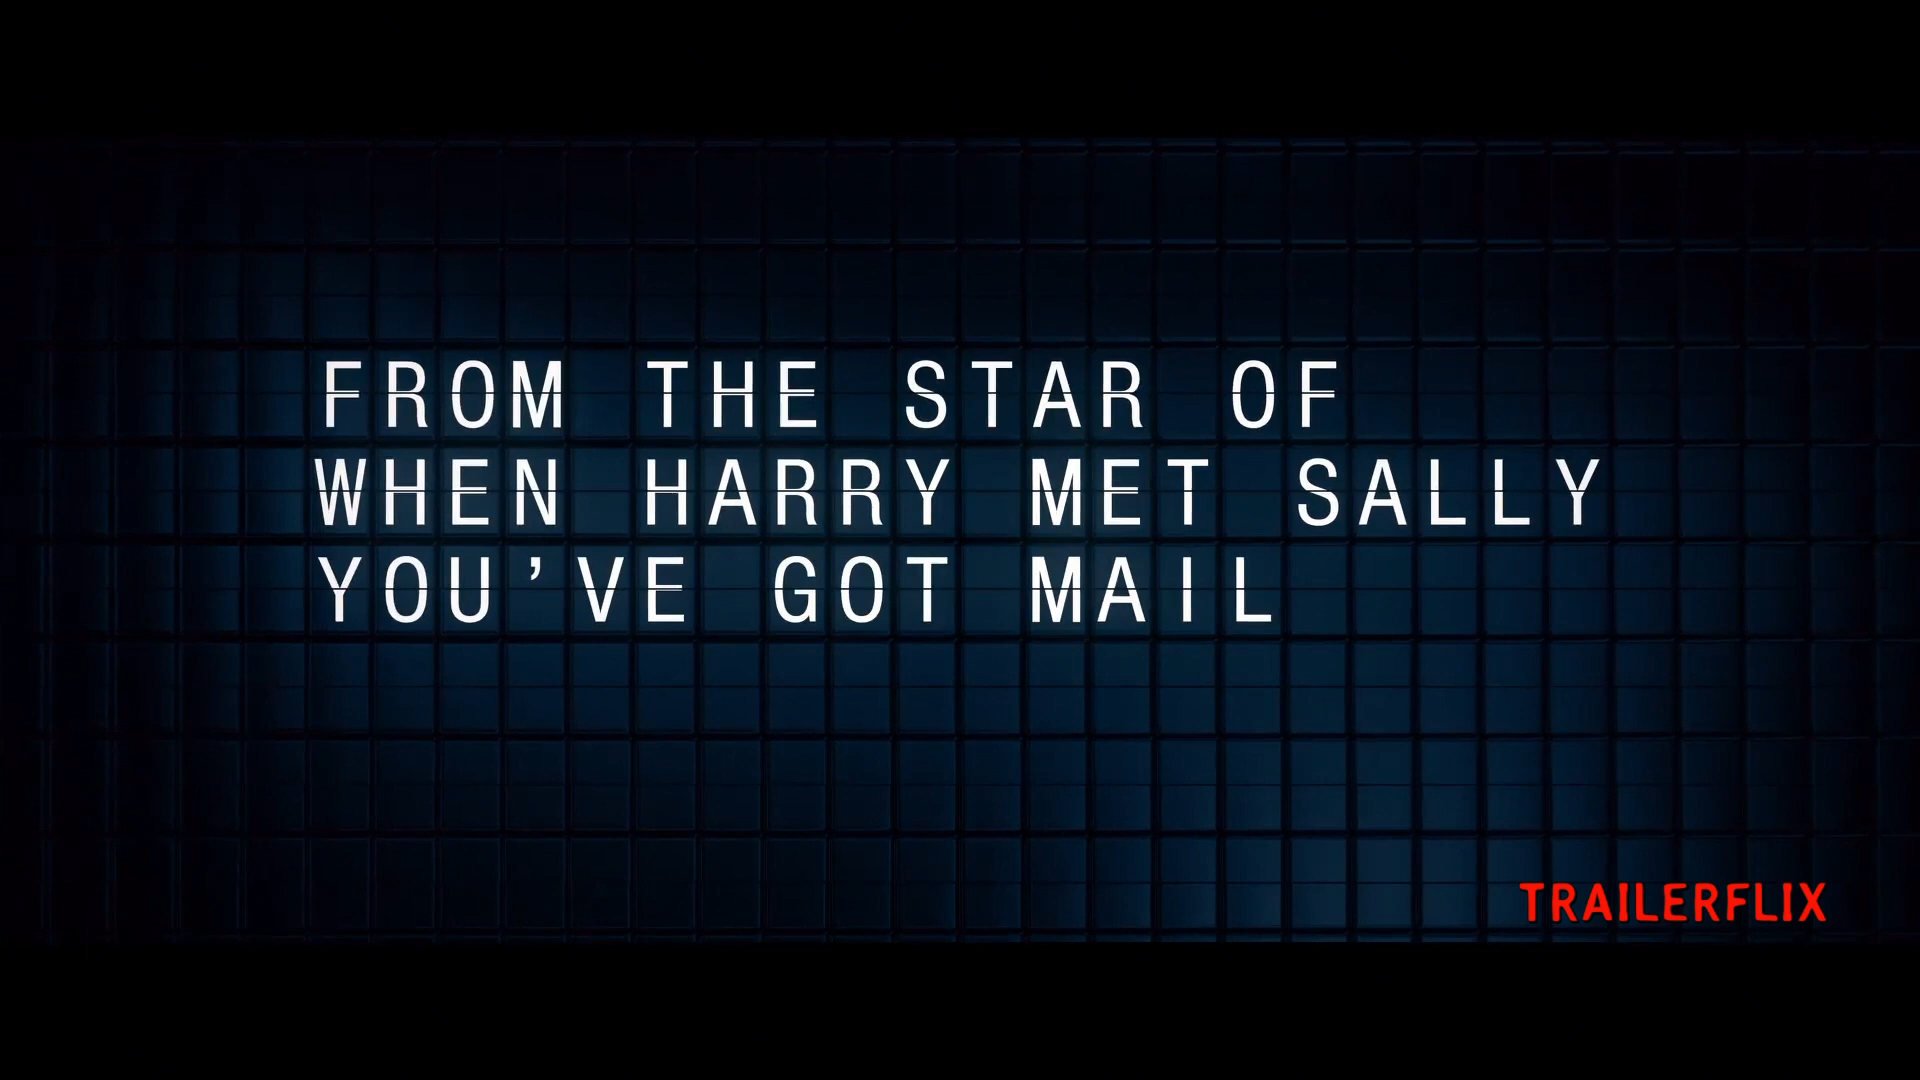 FROM THE STAR OF
WHEN HARRY MET SALLY
YOU'VE GOT MAIL
TRAILERFLIX